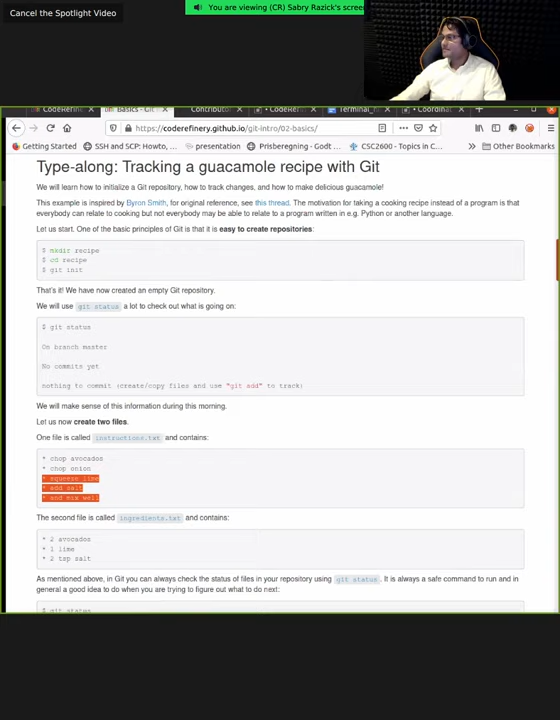 Cancel the Spotlight Video
You are viewing (CR) Sabry Razick's scree
CodeRefine
Basics - Git
Contributor
CodeRe
Terminal_
Coordinat
https://coderefinery.github.io/git-intro/02-basics/
Getting Started
SSH and SCP: Howto, ...
presentation
Prisberegning - Godt ...
CSC2600 - Topics in C...
Other Bookmarks
Type-along: Tracking a guacamole recipe with Git
We will learn how to initialize a Git repository, how to track changes, and how to make delicious guacamole!
This example is inspired by Byron Smith, for original reference, see this thread. The motivation for taking a cooking recipe instead of a program is that
everybody can relate to cooking but not everybody may be able to relate to a program written in e.g. Python or another language.
Let us start. One of the basic principles of Git is that it is easy to create repositories:
$ mkdir recipe
$ cd recipe
$ git init
That's it! We have now created an empty Git repository.
We will use git status a lot to check out what is going on:
$ git status
On branch master
No commits yet
nothing to commit (create/copy files and use "git add" to track)
We will make sense of this information during this morning.
Let us now create two files.
One file is called instructions.txt and contains:
* chop avocados
* chop onion
* squeeze lime
* add salt
* and mix well
The second file is called ingredients.txt and contains:
* 2 avocados
* 1 lime
* 2 tsp salt
As mentioned above, in Git you can always check the status of files in your repository using git status. It is always a safe command to run and in
general a good idea to do when you are trying to figure out what to do next:
$ git status